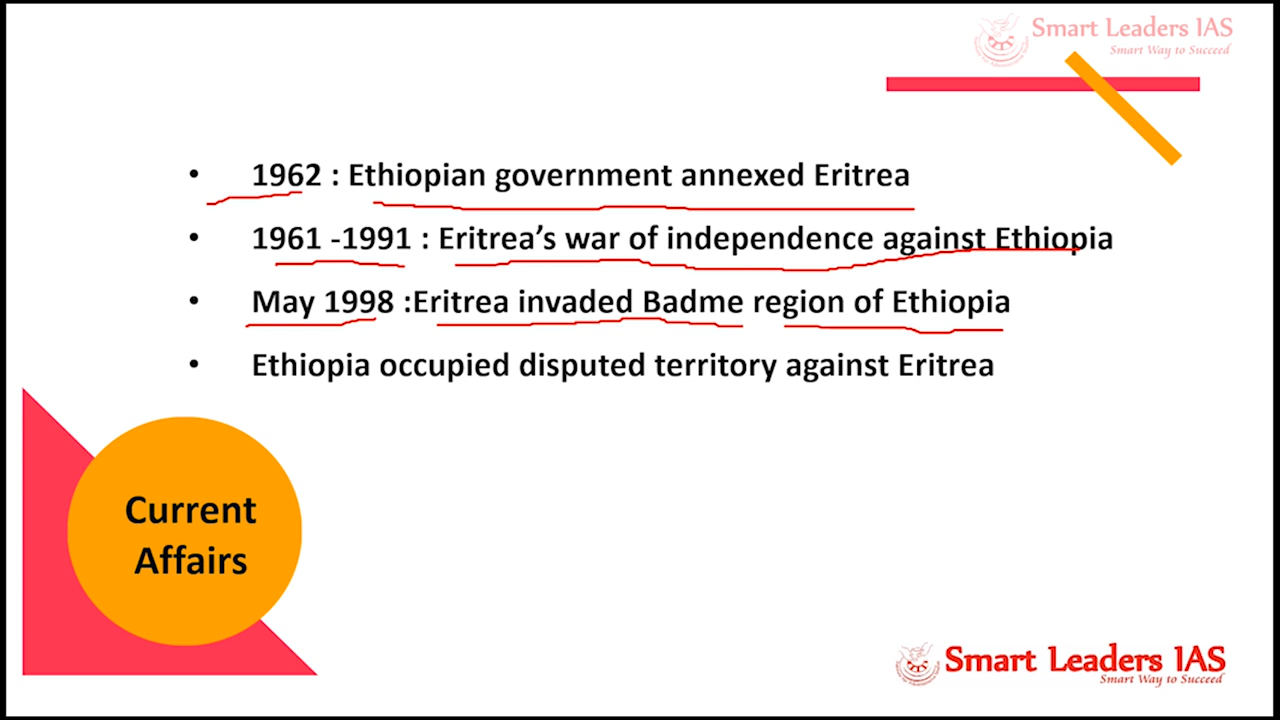 Smart Leaders IAS
Smart Way to Succeed
• 1962 : Ethiopian government annexed Eritrea
• 1961 -1991 : Eritrea’s war of independence against Ethiopia
• May 1998 :Eritrea invaded Badme region of Ethiopia
• Ethiopia occupied disputed territory against Eritrea
Current
Affairs
Smart Leaders IAS
Smart Way to Succeed